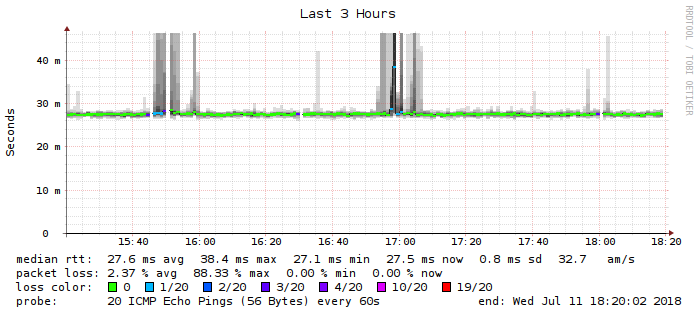 Last 3 Hours
RRDTOOL / TOBI OETIKER
Seconds
40 m
30 m
20 m
10 m
0
15:40 16:00 16:20 16:40 17:00 17:20 17:40 18:00 18:20
median rtt: 27.6 ms avg 38.4 ms max 27.1 ms min 27.5 ms now 0.8 ms sd 32.7 am/s
packet loss: 2.37 % avg 88.33 % max 0.00 % min 0.00 % now
loss color: 0 1/20 2/20 3/20 4/20 10/20 19/20
probe: 20 ICMP Echo Pings (56 Bytes) every 60s end: Wed Jul 11 18:20:02 2018